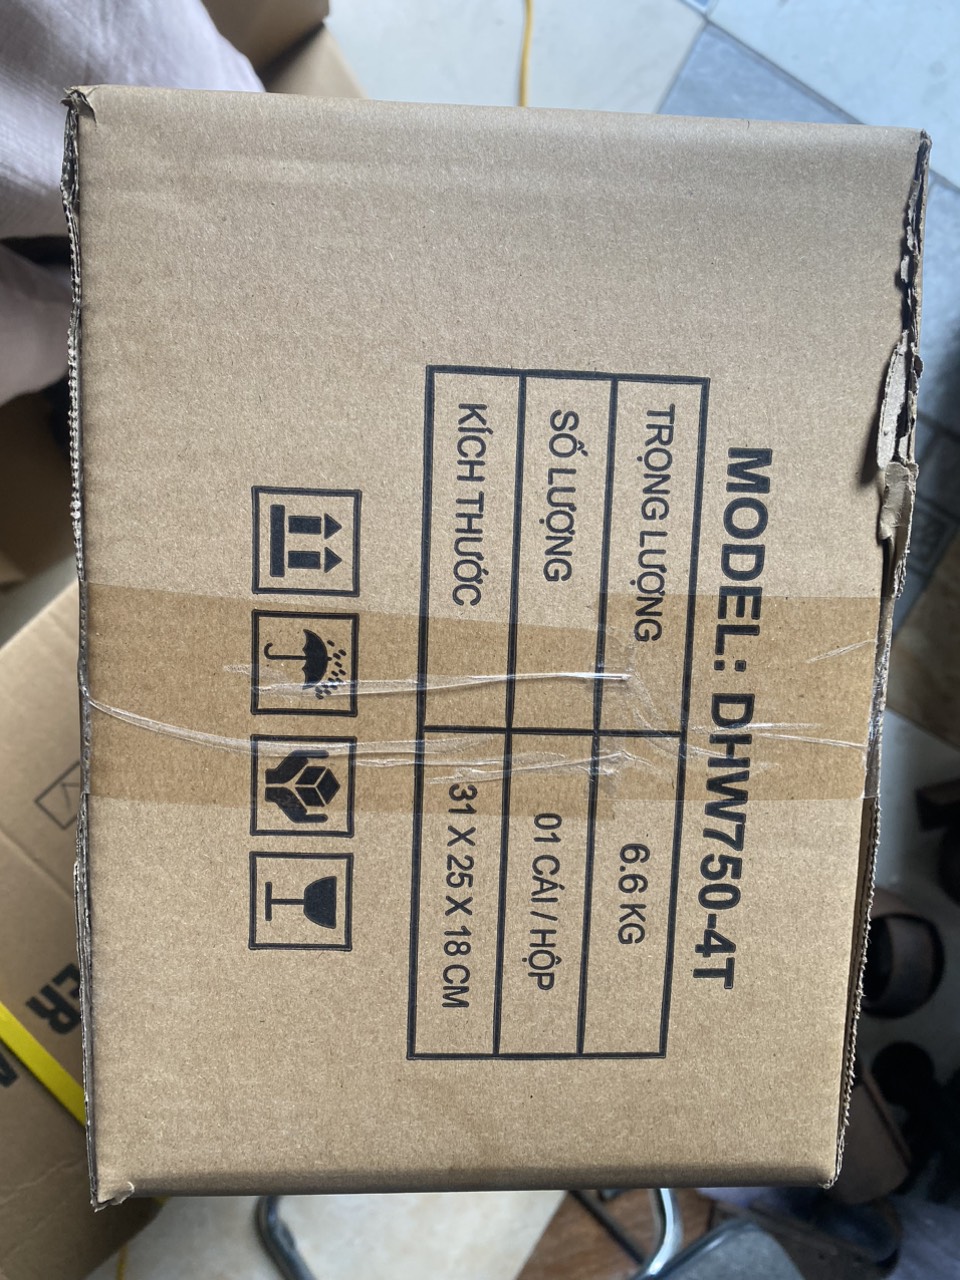 MODEL: DHW750-4T
TRỌNG LƯỢNG 6.6 KG
SỐ LƯỢNG 01 CÁI / HỘP
KÍCH THƯỚC 31 X 25 X 18 CM